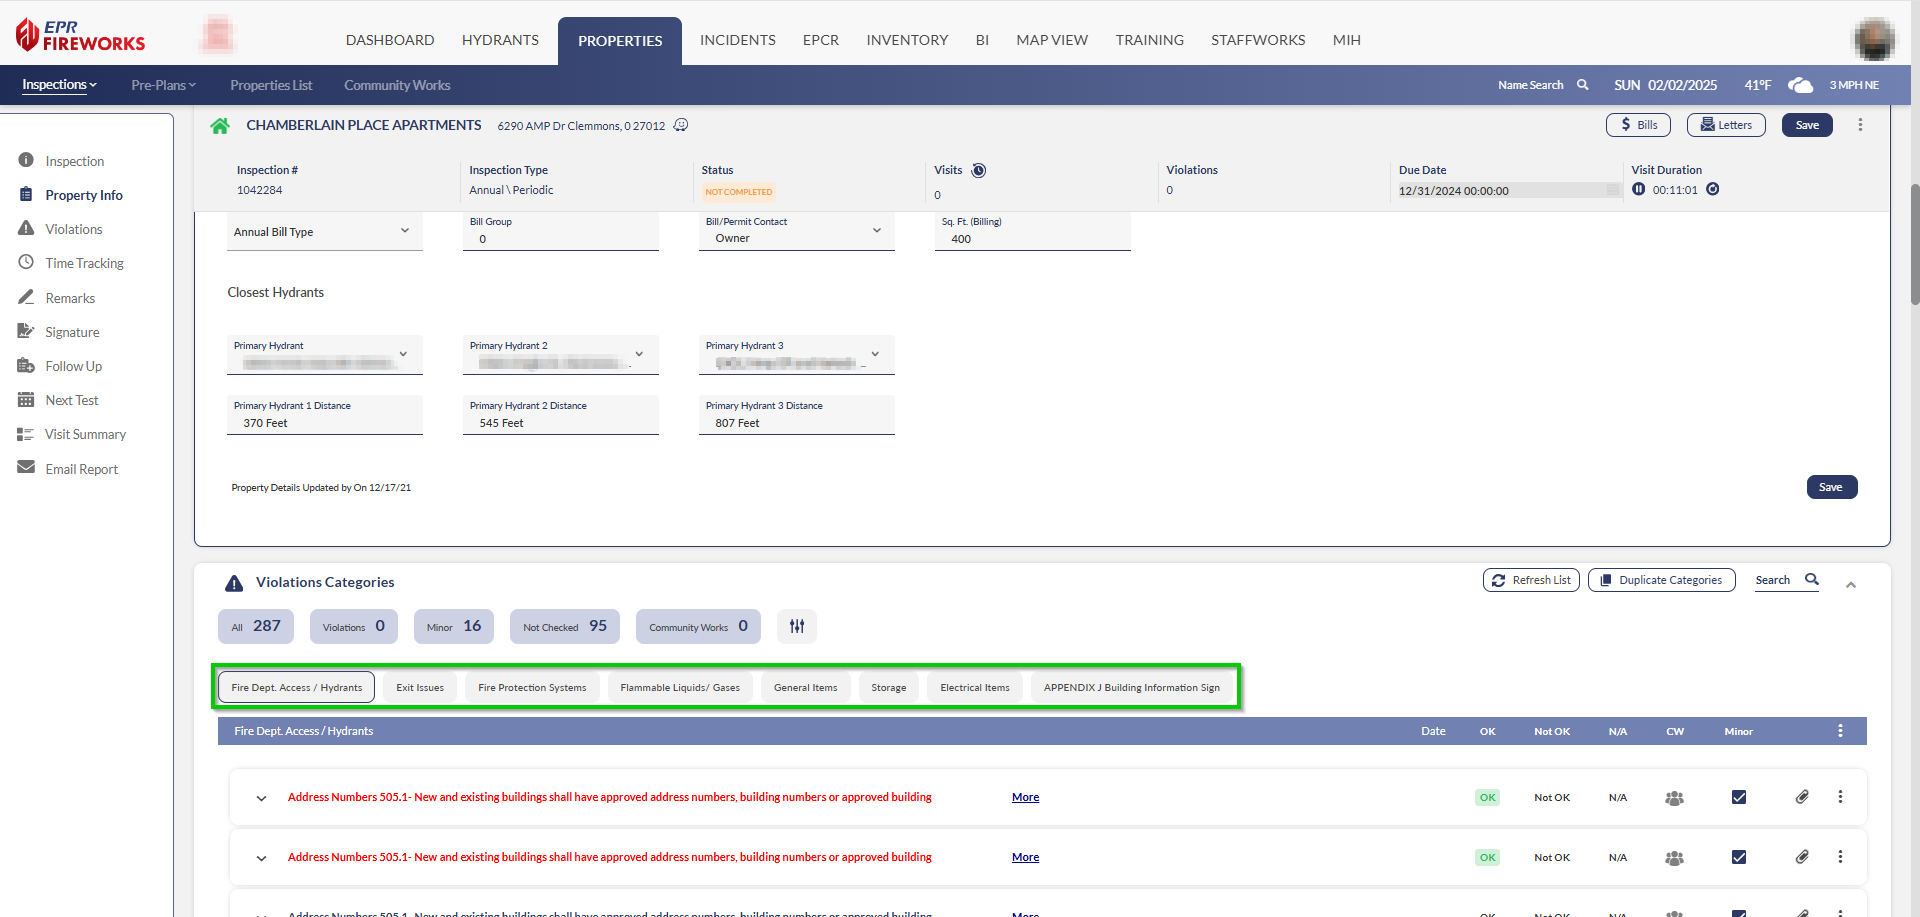 EPR
FIREWORKS
DASHBOARD HYDRANTS PROPERTIES INCIDENTS EPCR INVENTORY BI MAP VIEW TRAINING STAFFWORKS MIH
Inspections Pre-Plans Properties List Community Works Name Search SUN 02/02/2025 41°F 3 MPH NE
CHAMBERLAIN PLACE APARTMENTS 6290 AMP Dr Clemmons, 0 27012 $ Bills Letters Save
Inspection # Inspection Type Status Visits Violations Due Date Visit Duration
1042284 Annual \ Periodic NOT COMPLETED 0 0 12/31/2024 00:00:00 00:11:01
Inspection
Property Info
Violations
Time Tracking
Remarks
Signature
Follow Up
Next Test
Visit Summary
Email Report
Annual Bill Type
Bill Group
0
Bill/Permit Contact
Owner
Sq. Ft. (Billing)
400
Closest Hydrants
Primary Hydrant Primary Hydrant 2 Primary Hydrant 3
Primary Hydrant 1 Distance Primary Hydrant 2 Distance Primary Hydrant 3 Distance
370 Feet 545 Feet 807 Feet
Property Details Updated by On 12/17/21 Save
Violations Categories Refresh List Duplicate Categories Search
All 287 Violations 0 Minor 16 Not Checked 95 Community Works 0
Fire Dept. Access / Hydrants Exit Issues Fire Protection Systems Flammable Liquids/ Gases General Items Storage Electrical Items APPENDIX J Building Information Sign
Fire Dept. Access / Hydrants Date OK Not OK N/A CW Minor
Address Numbers 505.1- New and existing buildings shall have approved address numbers, building numbers or approved building More OK Not OK N/A
Address Numbers 505.1- New and existing buildings shall have approved address numbers, building numbers or approved building More OK Not OK N/A
Address Numbers 505.1- New and existing buildings shall have approved address numbers, building numbers or approved building More OK Not OK N/A